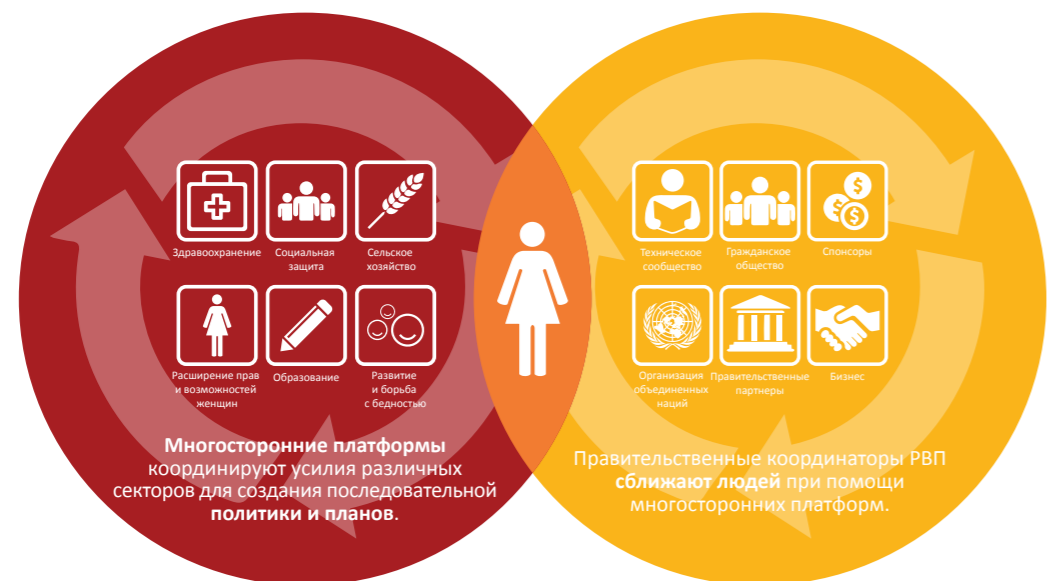 Здравоохранение
Социальная
защита
Сельское
хозяйство
Расширение прав
и возможностей
женщин
Образование
Развитие
и борьба
с бедностью
Многосторонние платформы
координируют усилия различных
секторов для создания последовательной
политики и планов.
Техническое
сообщество
Гражданское
общество
Спонсоры
Организация
объединенных
наций
Правительственные
партнеры
Бизнес
Правительственные координаторы РВП
сближают людей при помощи
многосторонних платформ.